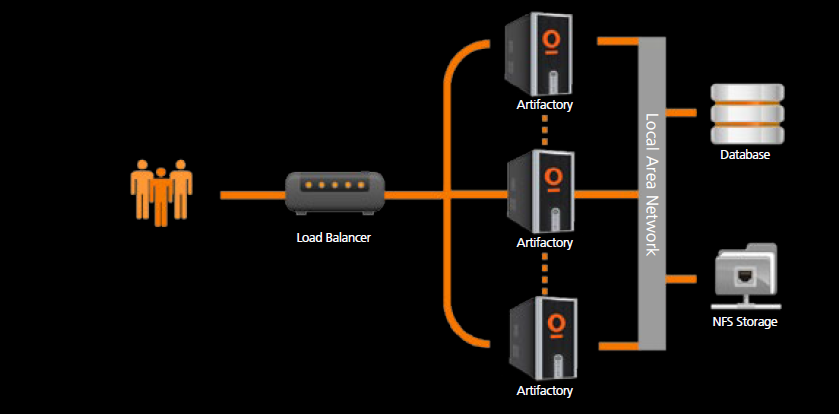 Artifactory
Load Balancer
Artifactory
Artifactory
Local Area Network
Database
NFS Storage